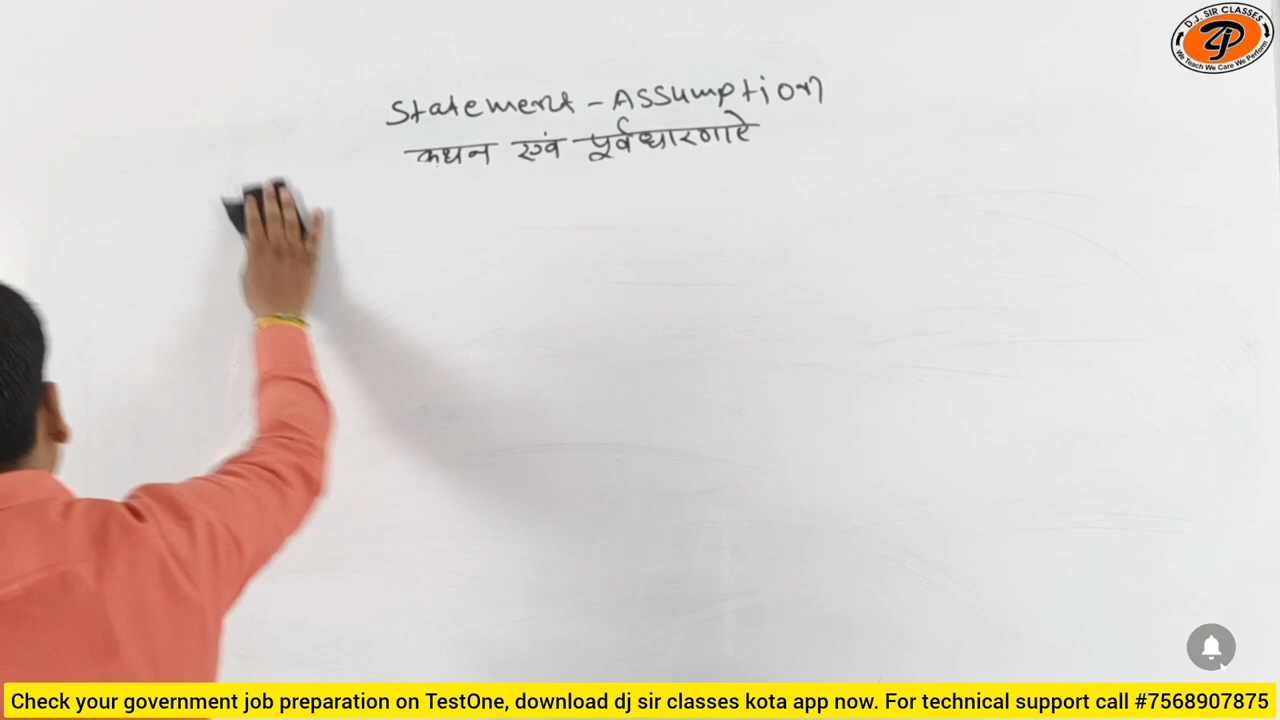 D.J. SIR CLASSES
We Teach We Care We Perform
Statement - Assumption
कथन एवं पूर्वधारणाऐ
Check your government job preparation on TestOne, download dj sir classes kota app now. For technical support call #7568907875